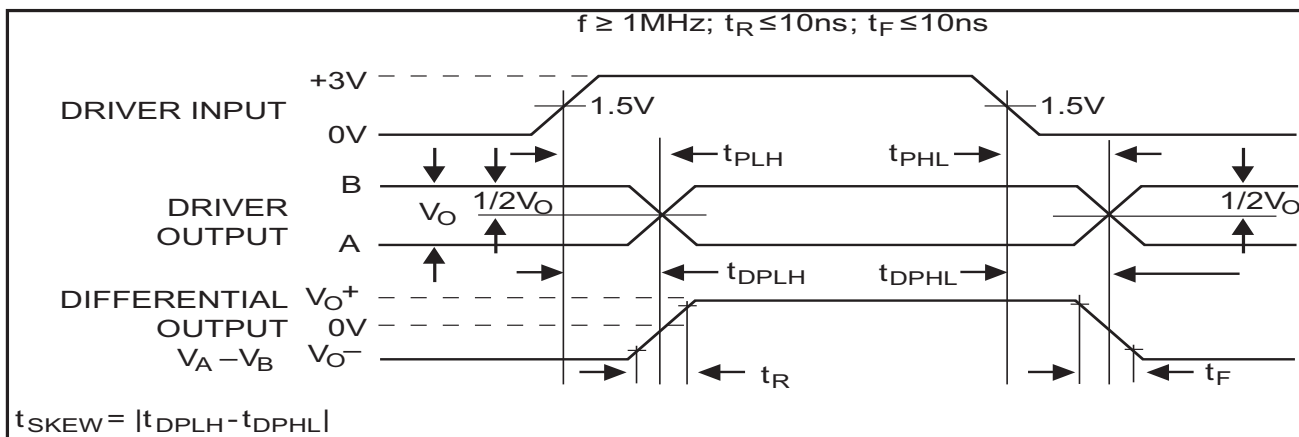 f ≥ 1MHz; tR ≤10ns; tF ≤10ns
+3V
DRIVER INPUT
1.5V
1.5V
0V
tPLH
tPHL
B
DRIVER
OUTPUT
VO
1/2VO
1/2VO
A
tDPLH
tDPHL
DIFFERENTIAL
OUTPUT
VA –VB
VO+
0V
VO–
tR
tF
tSKEW = |tDPLH - tDPHL|